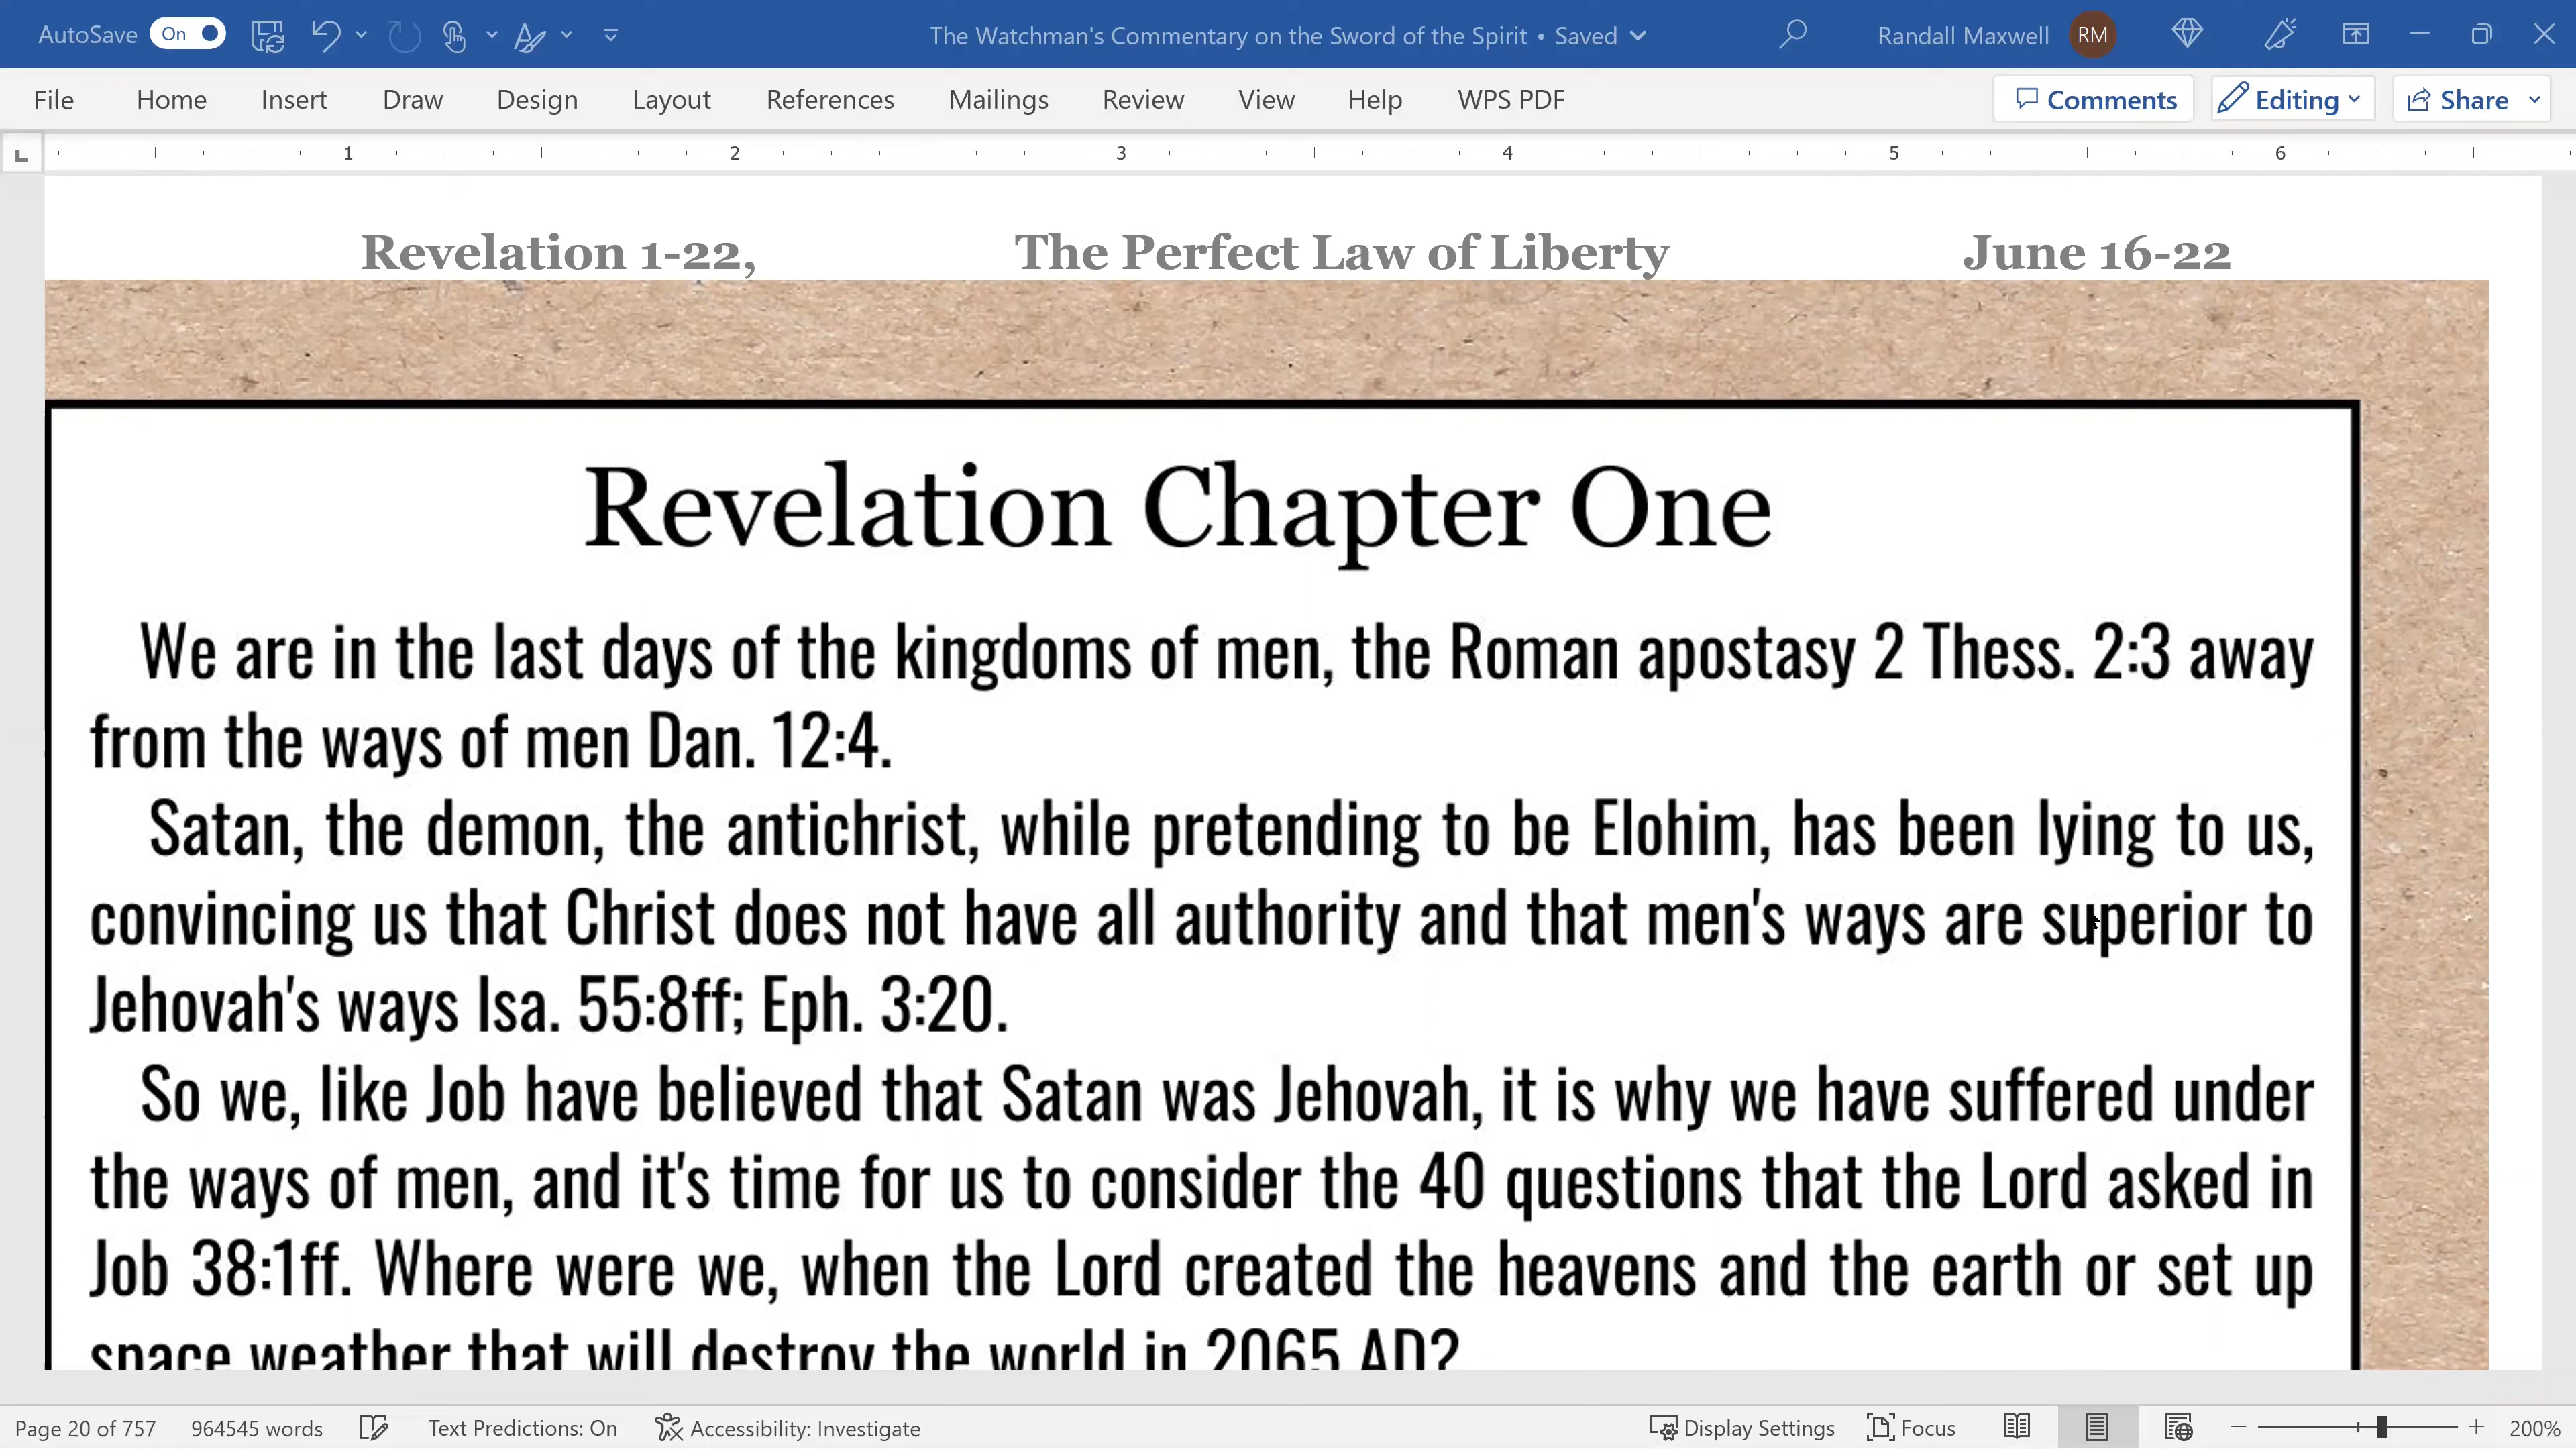 AutoSave On The Watchman's Commentary on the Sword of the Spirit • Saved Randall Maxwell RM
File Home Insert Draw Design Layout References Mailings Review View Help WPS PDF Comments Editing Share
L 1 2 3 4 5 6
Revelation 1-22, The Perfect Law of Liberty June 16-22
Revelation Chapter One
We are in the last days of the kingdoms of men, the Roman apostasy 2 Thess. 2:3 away
from the ways of men Dan. 12:4.
Satan, the demon, the antichrist, while pretending to be Elohim, has been lying to us,
convincing us that Christ does not have all authority and that men's ways are superior to
Jehovah's ways Isa. 55:8ff; Eph. 3:20.
So we, like Job have believed that Satan was Jehovah, it is why we have suffered under
the ways of men, and it's time for us to consider the 40 questions that the Lord asked in
Job 38:1ff. Where were we, when the Lord created the heavens and the earth or set up
space weather that will destroy the world in 2065 AD?
Page 20 of 757 964545 words Text Predictions: On Accessibility: Investigate Display Settings Focus 200%